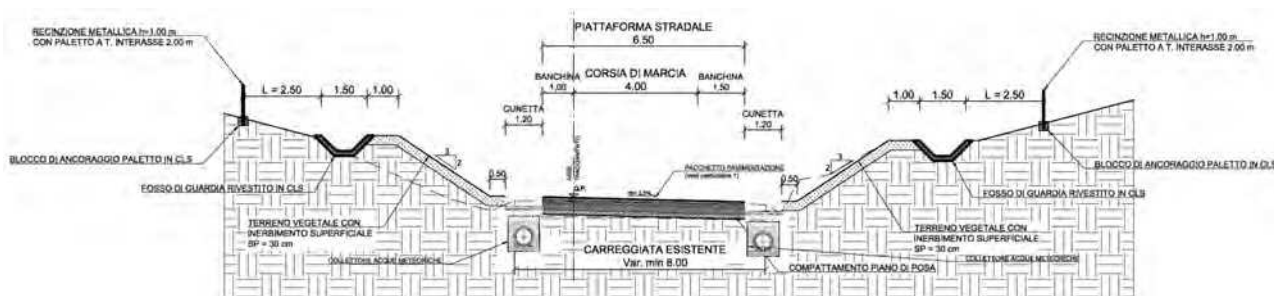 RECINZIONE METALLICA h=1.00 m
CON PALETTO A T. INTERASSE 2.00 m
PIATTAFORMA STRADALE
6.50
RECINZIONE METALLICA h=1.00 m
CON PALETTO A T. INTERASSE 2.00 m
BANCHINA
1,00
CORSIA DI MARCIA
4.00
BANCHINA
1,50
L = 2.50
1.50
1.00
1.00
1.50
L = 2.50
CUNETTA
1.20
CUNETTA
1.20
BLOCCO DI ANCORAGGIO PALETTO IN CLS
3
2
3
2
BLOCCO DI ANCORAGGIO PALETTO IN CLS
PACCHETTO PAVIMENTAZIONE
FOSSO DI GUARDIA RIVESTITO IN CLS
0.50
0.50
FOSSO DI GUARDIA RIVESTITO IN CLS
TERRENO VEGETALE CON
INERBIMENTO SUPERFICIALE
SP = 30 cm
TERRENO VEGETALE CON
INERBIMENTO SUPERFICIALE
SP = 30 cm
COLLETTORE ACQUE METEORICHE
CARREGGIATA ESISTENTE
Var. min 8.00
COLLETTORE ACQUE METEORICHE
COMPATTAMENTO PIANO DI POSA